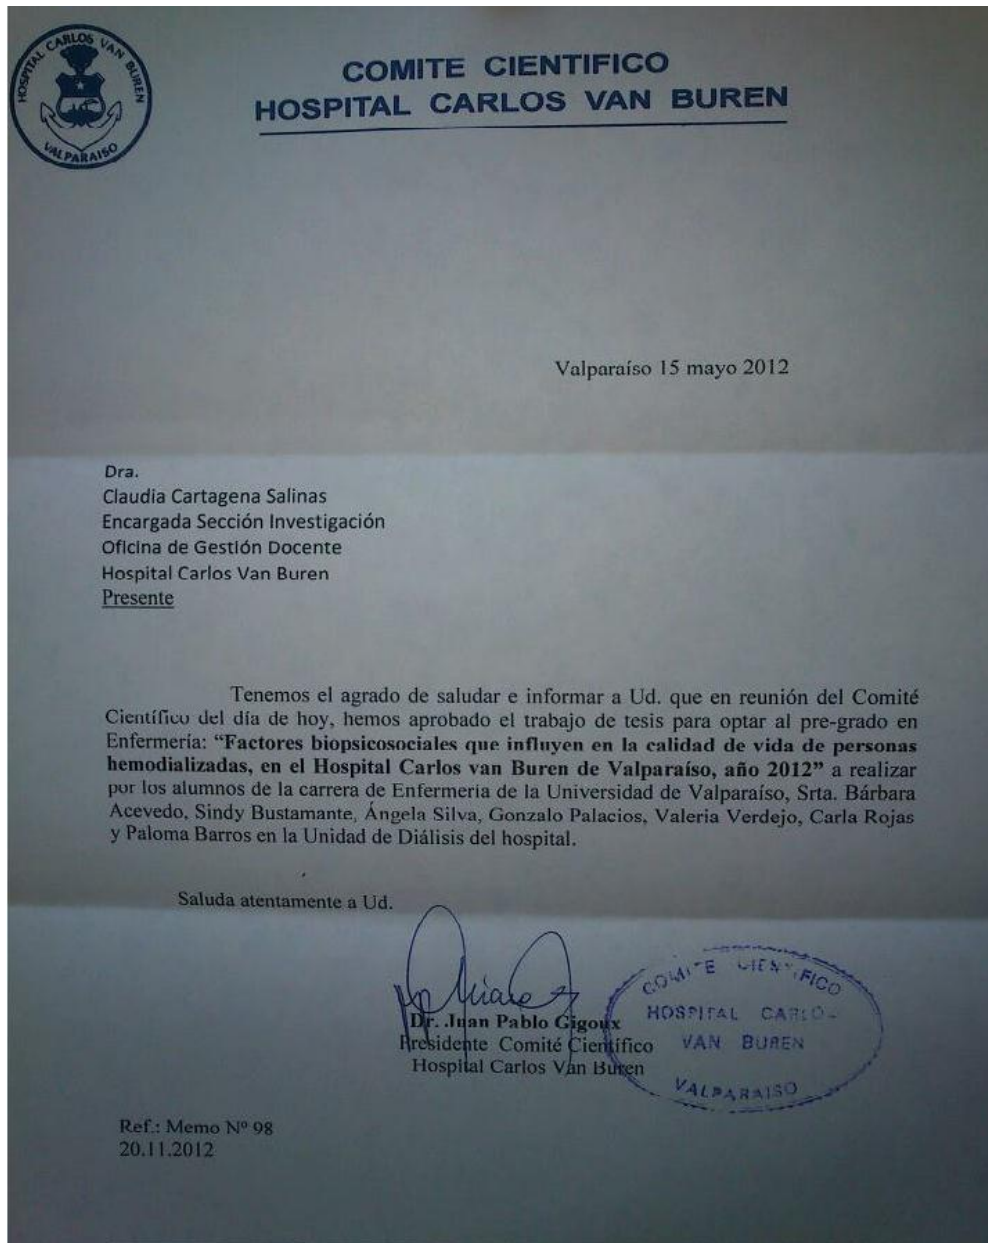 HOSPITAL CARLOS VAN BUREN
VALPARAISO
COMITE CIENTIFICO
HOSPITAL CARLOS VAN BUREN
Valparaíso 15 mayo 2012
Dra.
Claudia Cartagena Salinas
Encargada Sección Investigación
Oficina de Gestión Docente
Hospital Carlos Van Buren
Presente
Tenemos el agrado de saludar e informar a Ud. que en reunión del Comité
Científico del día de hoy, hemos aprobado el trabajo de tesis para optar al pre-grado en
Enfermería: “Factores biopsicosociales que influyen en la calidad de vida de personas
hemodializadas, en el Hospital Carlos van Buren de Valparaíso, año 2012” a realizar
por los alumnos de la carrera de Enfermería de la Universidad de Valparaíso, Srta. Bárbara
Acevedo, Sindy Bustamante, Ángela Silva, Gonzalo Palacios, Valeria Verdejo, Carla Rojas
y Paloma Barros en la Unidad de Diálisis del hospital.
Saluda atentamente a Ud.
Dr. Juan Pablo Gigoux
Presidente Comité Científico
Hospital Carlos Van Buren
COMITE CIENTIFICO
HOSPITAL CARLOS
VAN BUREN
VALPARAISO
Ref.: Memo Nº 98
20.11.2012